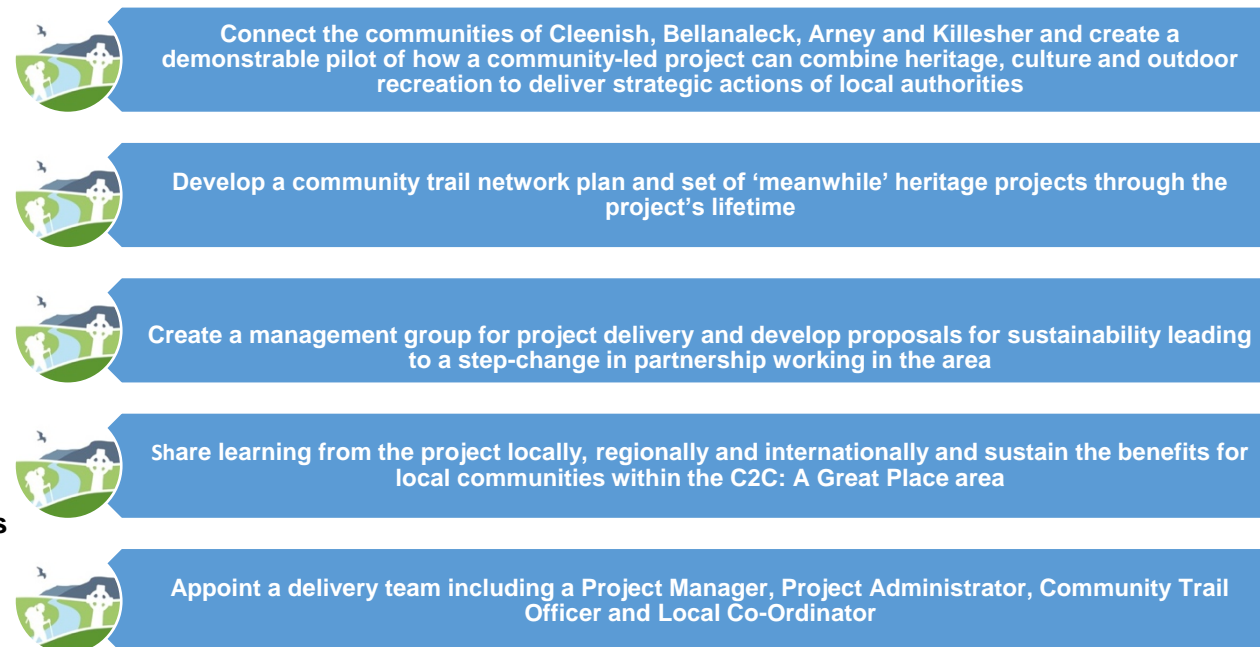 Connect the communities of Cleenish, Bellanaleck, Arney and Killesher and create a
demonstrable pilot of how a community-led project can combine heritage, culture and outdoor
recreation to deliver strategic actions of local authorities
Develop a community trail network plan and set of ‘meanwhile’ heritage projects through the
project’s lifetime
Create a management group for project delivery and develop proposals for sustainability leading
to a step-change in partnership working in the area
Share learning from the project locally, regionally and internationally and sustain the benefits for
local communities within the C2C: A Great Place area
s
Appoint a delivery team including a Project Manager, Project Administrator, Community Trail
Officer and Local Co-Ordinator